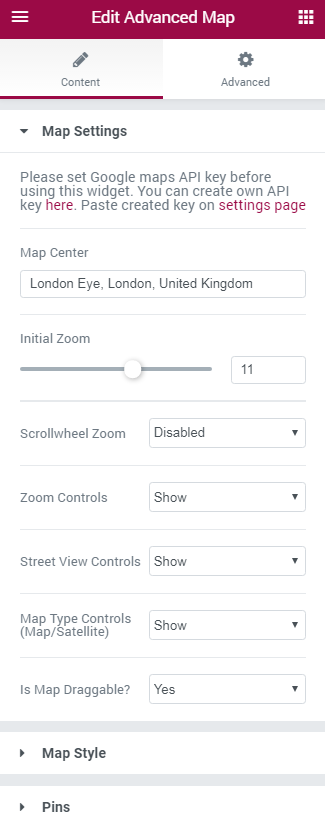 Edit Advanced Map
Content
Advanced
Map Settings
Please set Google maps API key before
using this widget. You can create own API
key here. Paste created key on settings page
Map Center
London Eye, London, United Kingdom
Initial Zoom
11
Scrollwheel Zoom
Disabled
Zoom Controls
Show
Street View Controls
Show
Map Type Controls
(Map/Satellite)
Show
Is Map Draggable?
Yes
Map Style
Pins